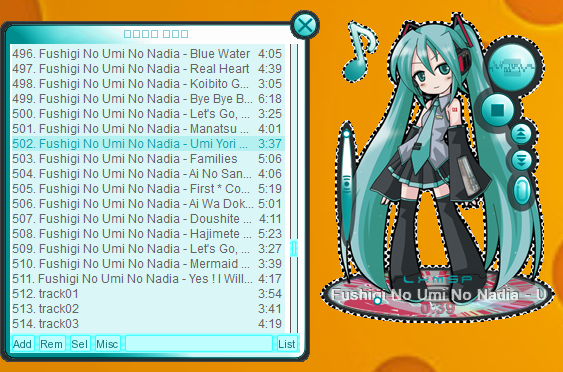 496. Fushigi No Umi No Nadia - Blue Water 4:05
497. Fushigi No Umi No Nadia - Real Heart 4:39
498. Fushigi No Umi No Nadia - Koibito G... 3:05
499. Fushigi No Umi No Nadia - Bye Bye B... 6:18
500. Fushigi No Umi No Nadia - Let's Go, ... 3:25
501. Fushigi No Umi No Nadia - Manatsu ... 4:01
502. Fushigi No Umi No Nadia - Umi Yori ... 3:37
503. Fushigi No Umi No Nadia - Families 5:06
504. Fushigi No Umi No Nadia - Ai No San... 4:06
505. Fushigi No Umi No Nadia - First * Co... 5:19
506. Fushigi No Umi No Nadia - Ai Wa Dok... 5:01
507. Fushigi No Umi No Nadia - Doushite ... 4:11
508. Fushigi No Umi No Nadia - Hajimete ... 5:23
509. Fushigi No Umi No Nadia - Let's Go, ... 3:27
510. Fushigi No Umi No Nadia - Mermaid ... 3:39
511. Fushigi No Umi No Nadia - Yes ! I Will... 4:17
512. track01 3:54
513. track02 3:41
514. track03 4:19
Add Rem Sel Misc List
Fushigi No Umi No Nadia - U
0:39